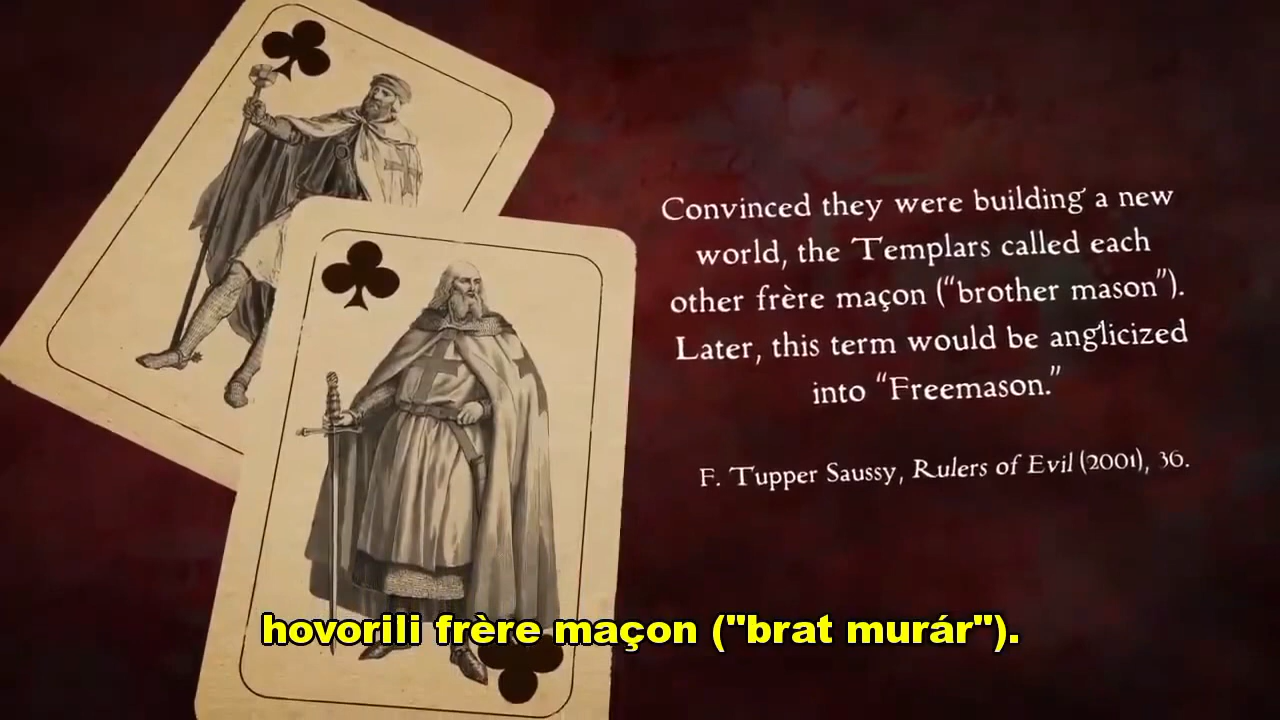 Convinced they were building a new
world, the Templars called each
other frère maçon (“brother mason”).
Later, this term would be anglicized
into “Freemason.”
F. Tupper Saussy, Rulers of Evil (2001), 36.
hovorili frère maçon ("brat murár").